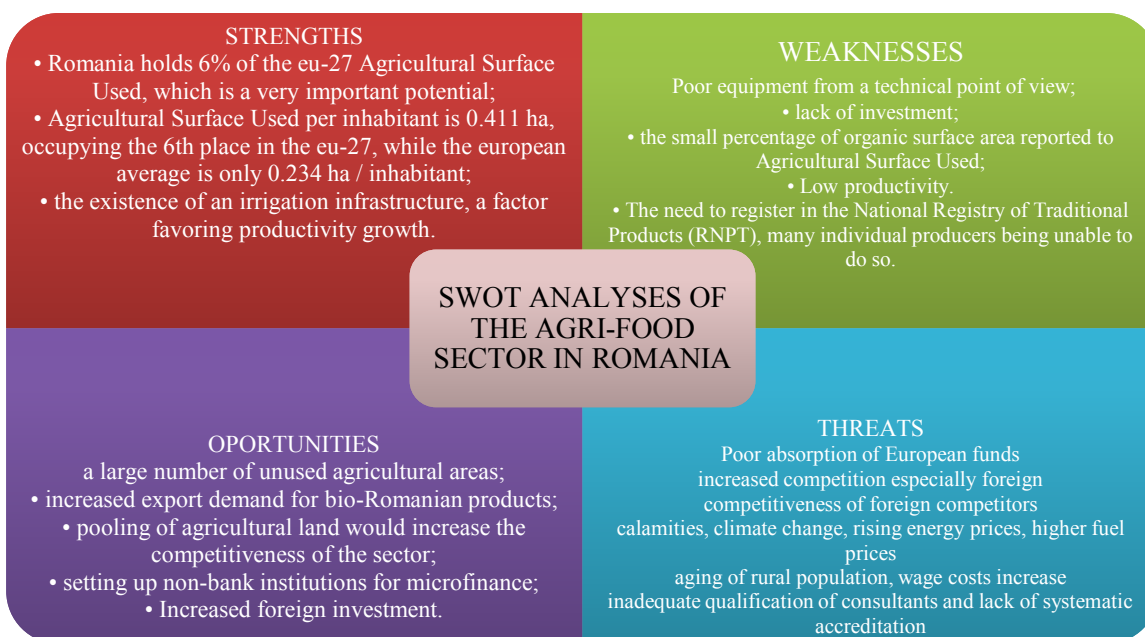 STRENGTHS
• Romania holds 6% of the eu-27 Agricultural Surface
Used, which is a very important potential;
• Agricultural Surface Used per inhabitant is 0.411 ha,
occupying the 6th place in the eu-27, while the european
average is only 0.234 ha / inhabitant;
• the existence of an irrigation infrastructure, a factor
favoring productivity growth.
WEAKNESSES
Poor equipment from a technical point of view;
• lack of investment;
• the small percentage of organic surface area reported to
Agricultural Surface Used;
• Low productivity.
• The need to register in the National Registry of Traditional
Products (RNPT), many individual producers being unable to
do so.
SWOT ANALYSES OF
THE AGRI-FOOD
SECTOR IN ROMANIA
OPORTUNITIES
a large number of unused agricultural areas;
• increased export demand for bio-Romanian products;
• pooling of agricultural land would increase the
competitiveness of the sector;
• setting up non-bank institutions for microfinance;
• Increased foreign investment.
THREATS
Poor absorption of European funds
increased competition especially foreign
competitiveness of foreign competitors
calamities, climate change, rising energy prices, higher fuel
prices
aging of rural population, wage costs increase
inadequate qualification of consultants and lack of systematic
accreditation